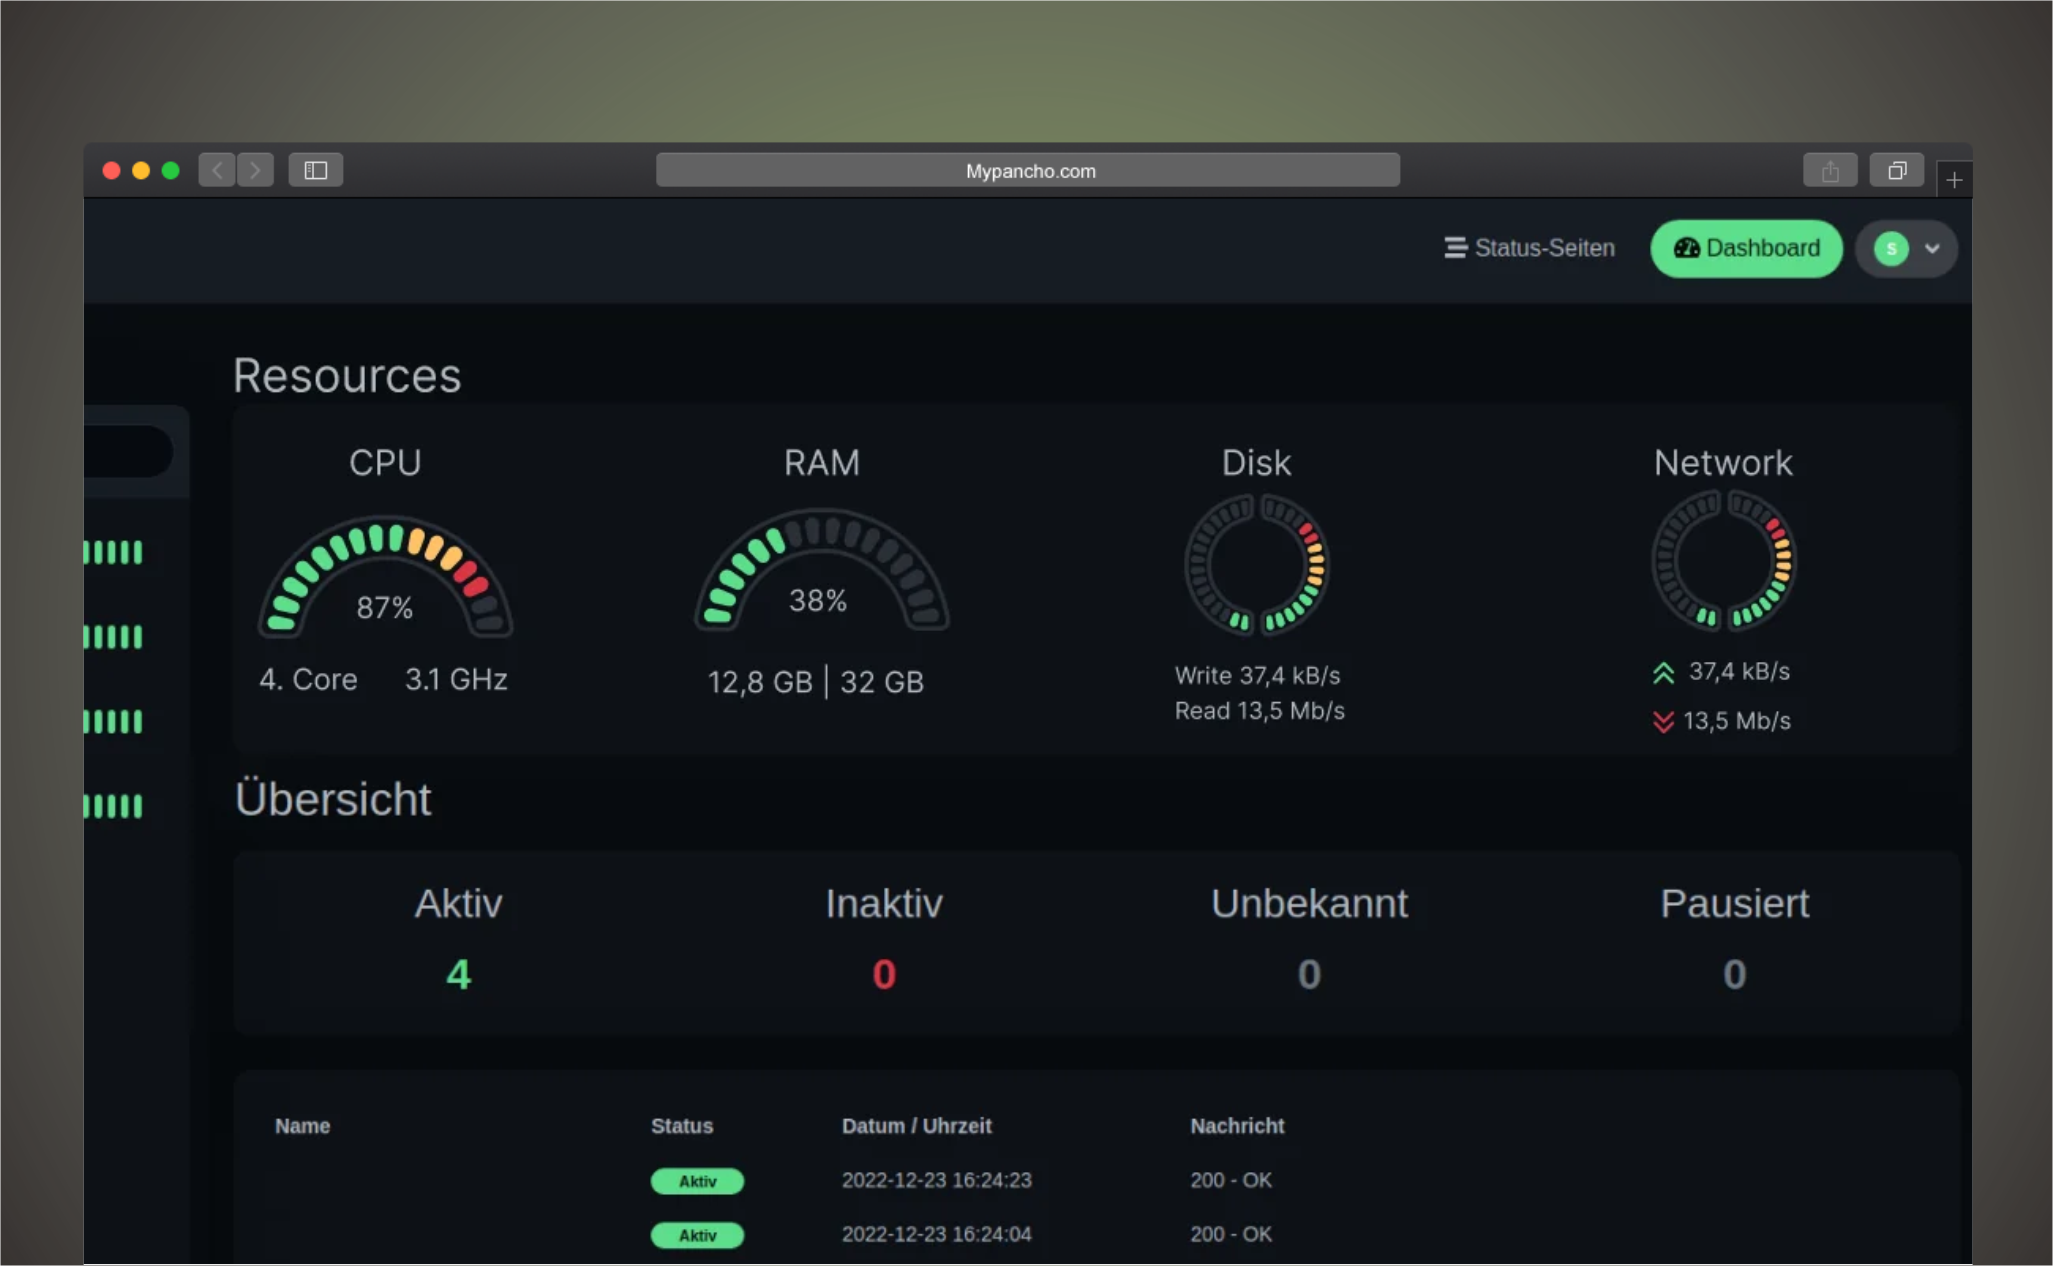 Mypancho.com
Status-Seiten Dashboard S
Resources
CPU RAM Disk Network
87% 38%
4. Core 3.1 GHz 12,8 GB | 32 GB
Write 37,4 kB/s
Read 13,5 Mb/s
37,4 kB/s
13,5 Mb/s
Übersicht
Aktiv Inaktiv Unbekannt Pausiert
4 0 0 0
Name Status Datum / Uhrzeit Nachricht
Aktiv 2022-12-23 16:24:23 200 - OK
Aktiv 2022-12-23 16:24:04 200 - OK